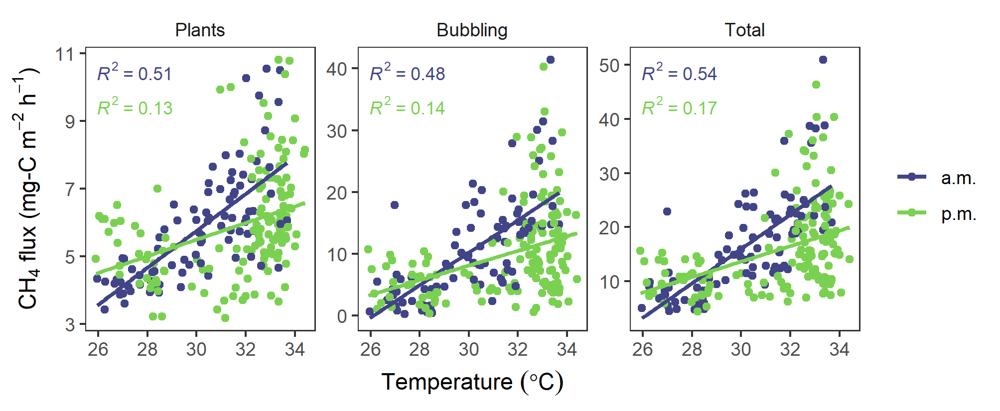 Plants
Bubbling
Total
CH₄ flux (mg-C m⁻² h⁻¹)
11
9
7
5
3
R² = 0.51
R² = 0.13
26 28 30 32 34
40
30
20
10
0
R² = 0.48
R² = 0.14
26 28 30 32 34
50
40
30
20
10
R² = 0.54
R² = 0.17
26 28 30 32 34
Temperature (°C)
a.m.
p.m.